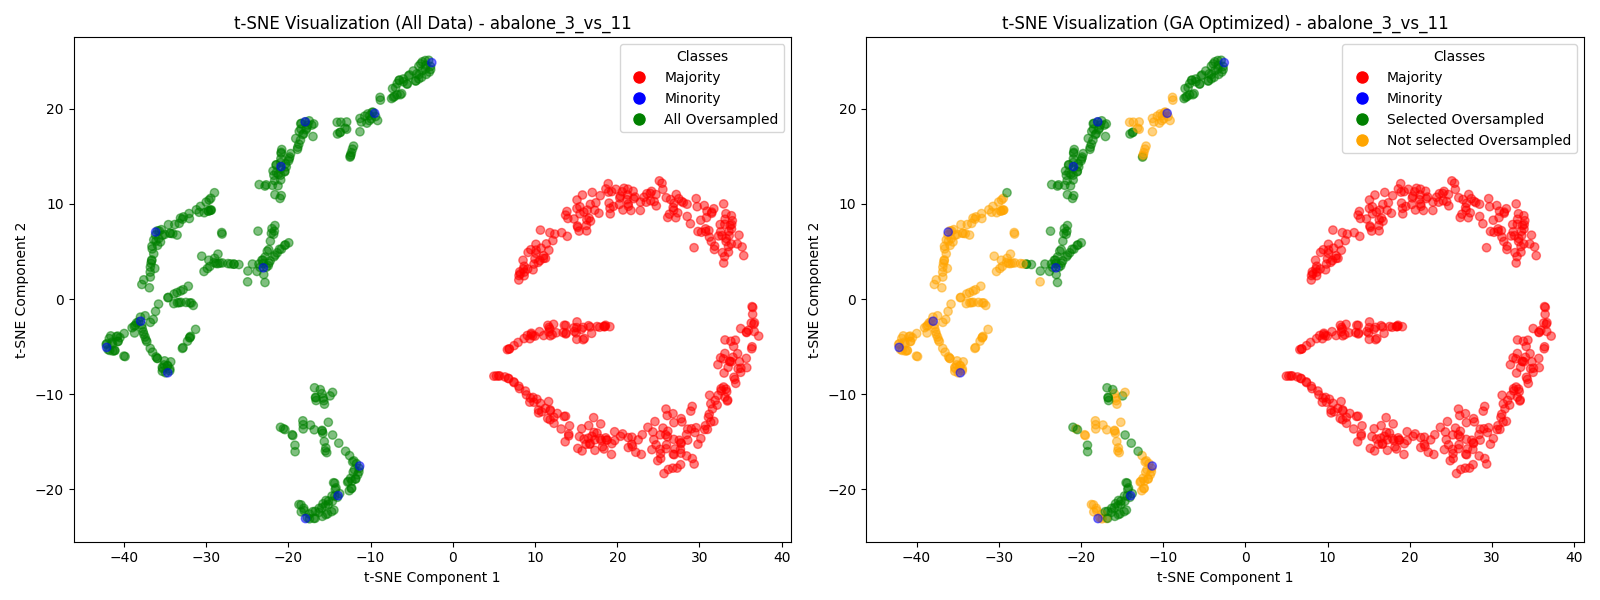 t-SNE Visualization (All Data) - abalone_3_vs_11
Classes
Majority
Minority
All Oversampled
t-SNE Component 2
20
10
0
−10
−20
−40
−30
−20
−10
0
10
20
30
40
t-SNE Component 1
t-SNE Visualization (GA Optimized) - abalone_3_vs_11
Classes
Majority
Minority
Selected Oversampled
Not selected Oversampled
t-SNE Component 2
20
10
0
−10
−20
−40
−30
−20
−10
0
10
20
30
40
t-SNE Component 1